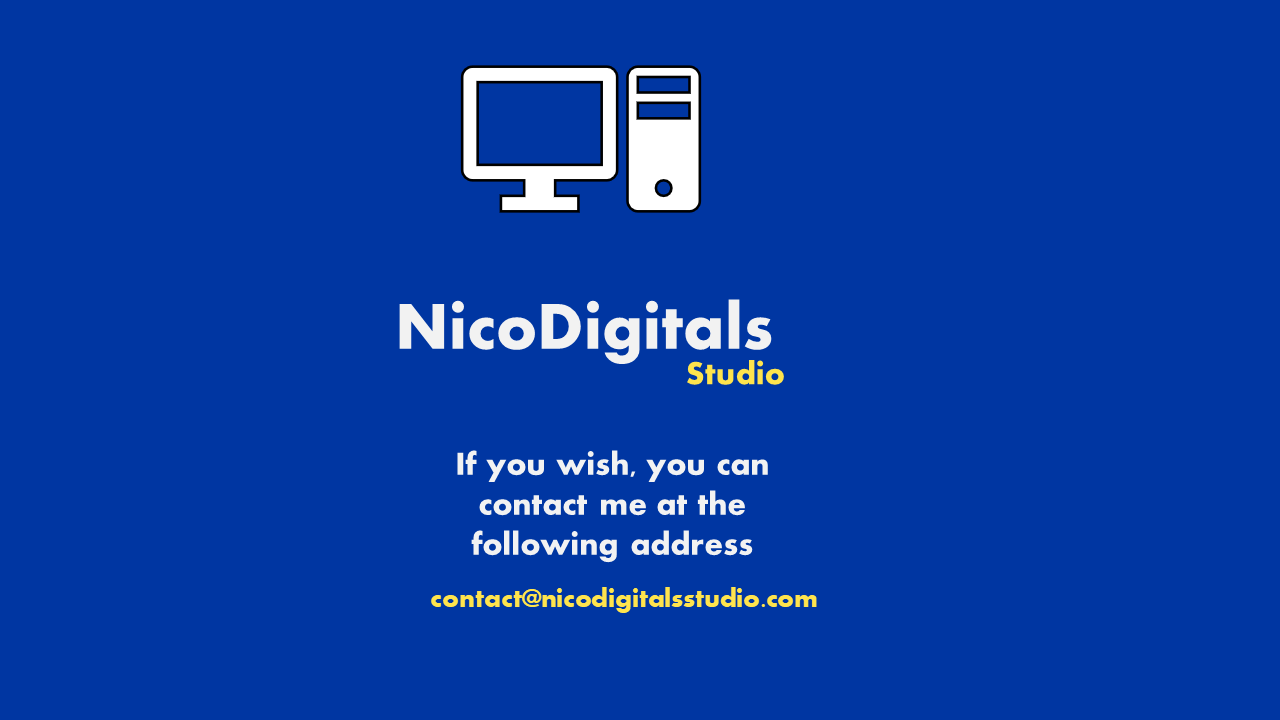 NicoDigitals
Studio
If you wish, you can
contact me at the
following address
contact@nicodigitalsstudio.com